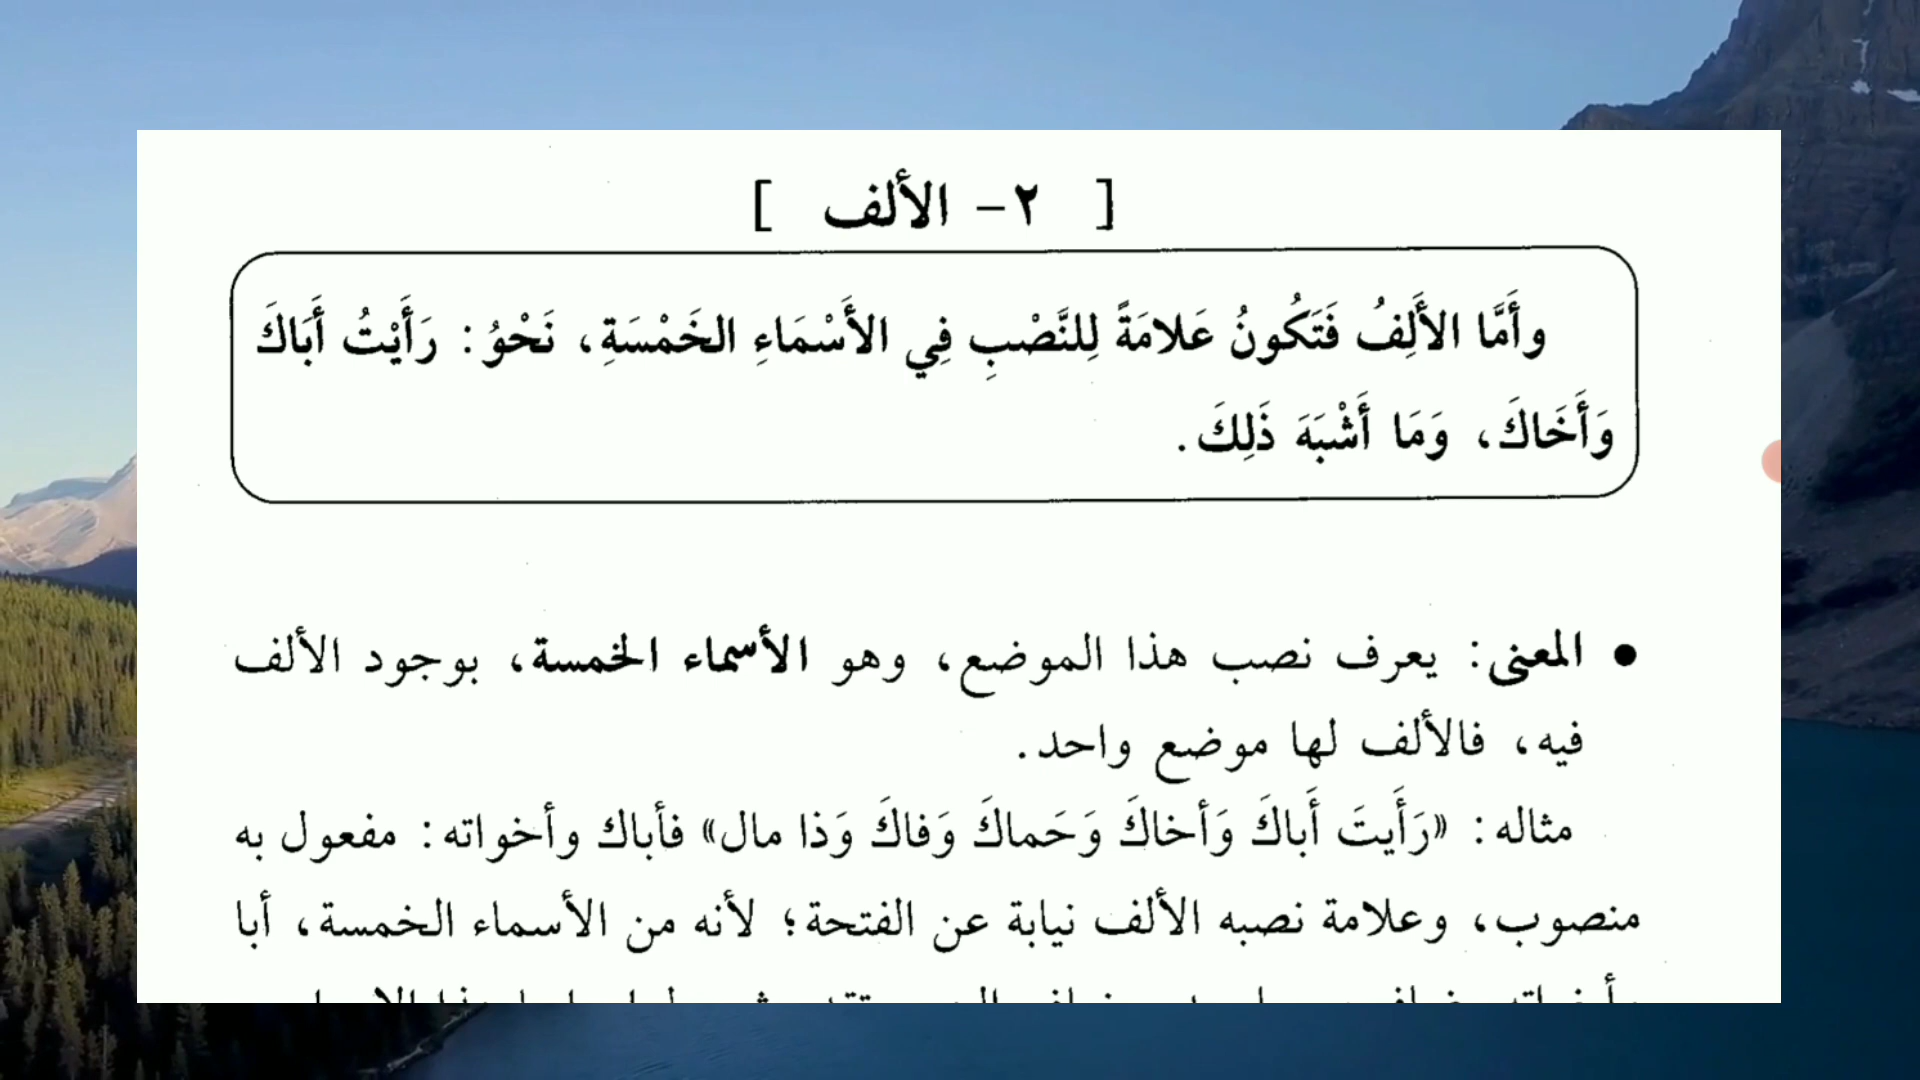 [ ٢- الألف ]
وأَمَّا الأَلِفُ فَتَكُونُ عَلامَةً لِلنَّصْبِ فِي الأَسْمَاءِ الخَمْسَةِ، نَحْوُ: رَأَيْتُ أَبَاكَ
وَأَخَاكَ، وَمَا أَشْبَهَ ذَلِكَ.
● المعنى: يعرف نصب هذا الموضع، وهو الأسماء الخمسة، بوجود الألف
فيه، فالألف لها موضع واحد.
مثاله: «رَأَيتَ أَباكَ وَأخاكَ وَحَماكَ وَفاكَ وَذا مال» فأباك وأخواته: مفعول به
منصوب، وعلامة نصبه الألف نيابة عن الفتحة؛ لأنه من الأسماء الخمسة، أبا